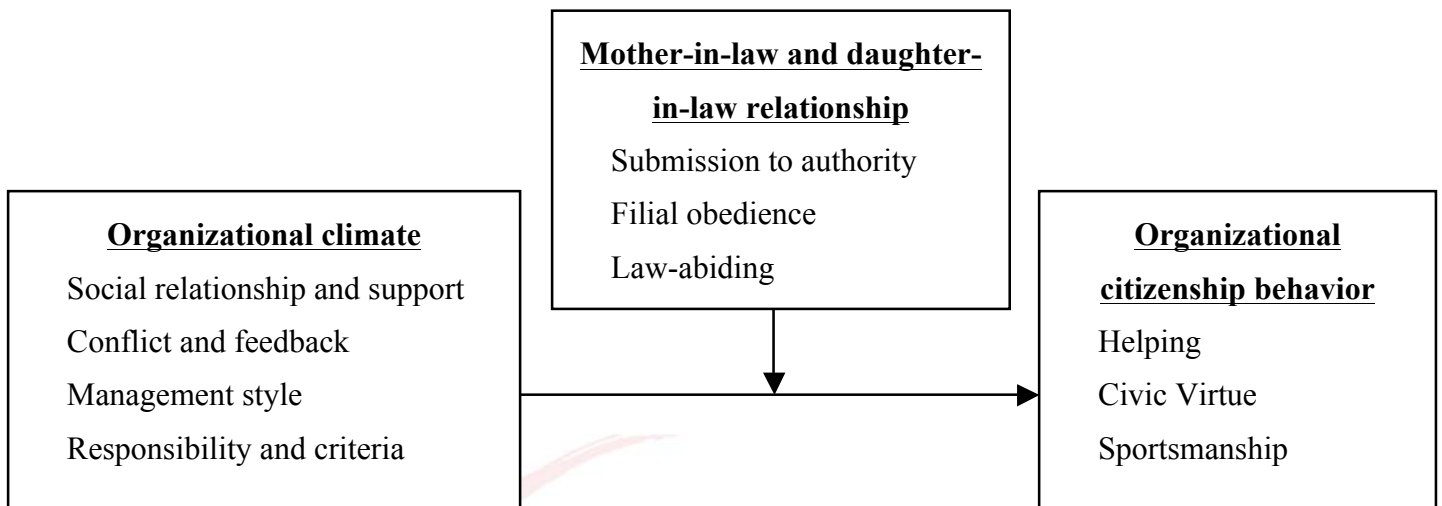 Mother-in-law and daughter-
in-law relationship
Submission to authority
Filial obedience
Law-abiding
Organizational climate
Social relationship and support
Conflict and feedback
Management style
Responsibility and criteria
Organizational
citizenship behavior
Helping
Civic Virtue
Sportsmanship